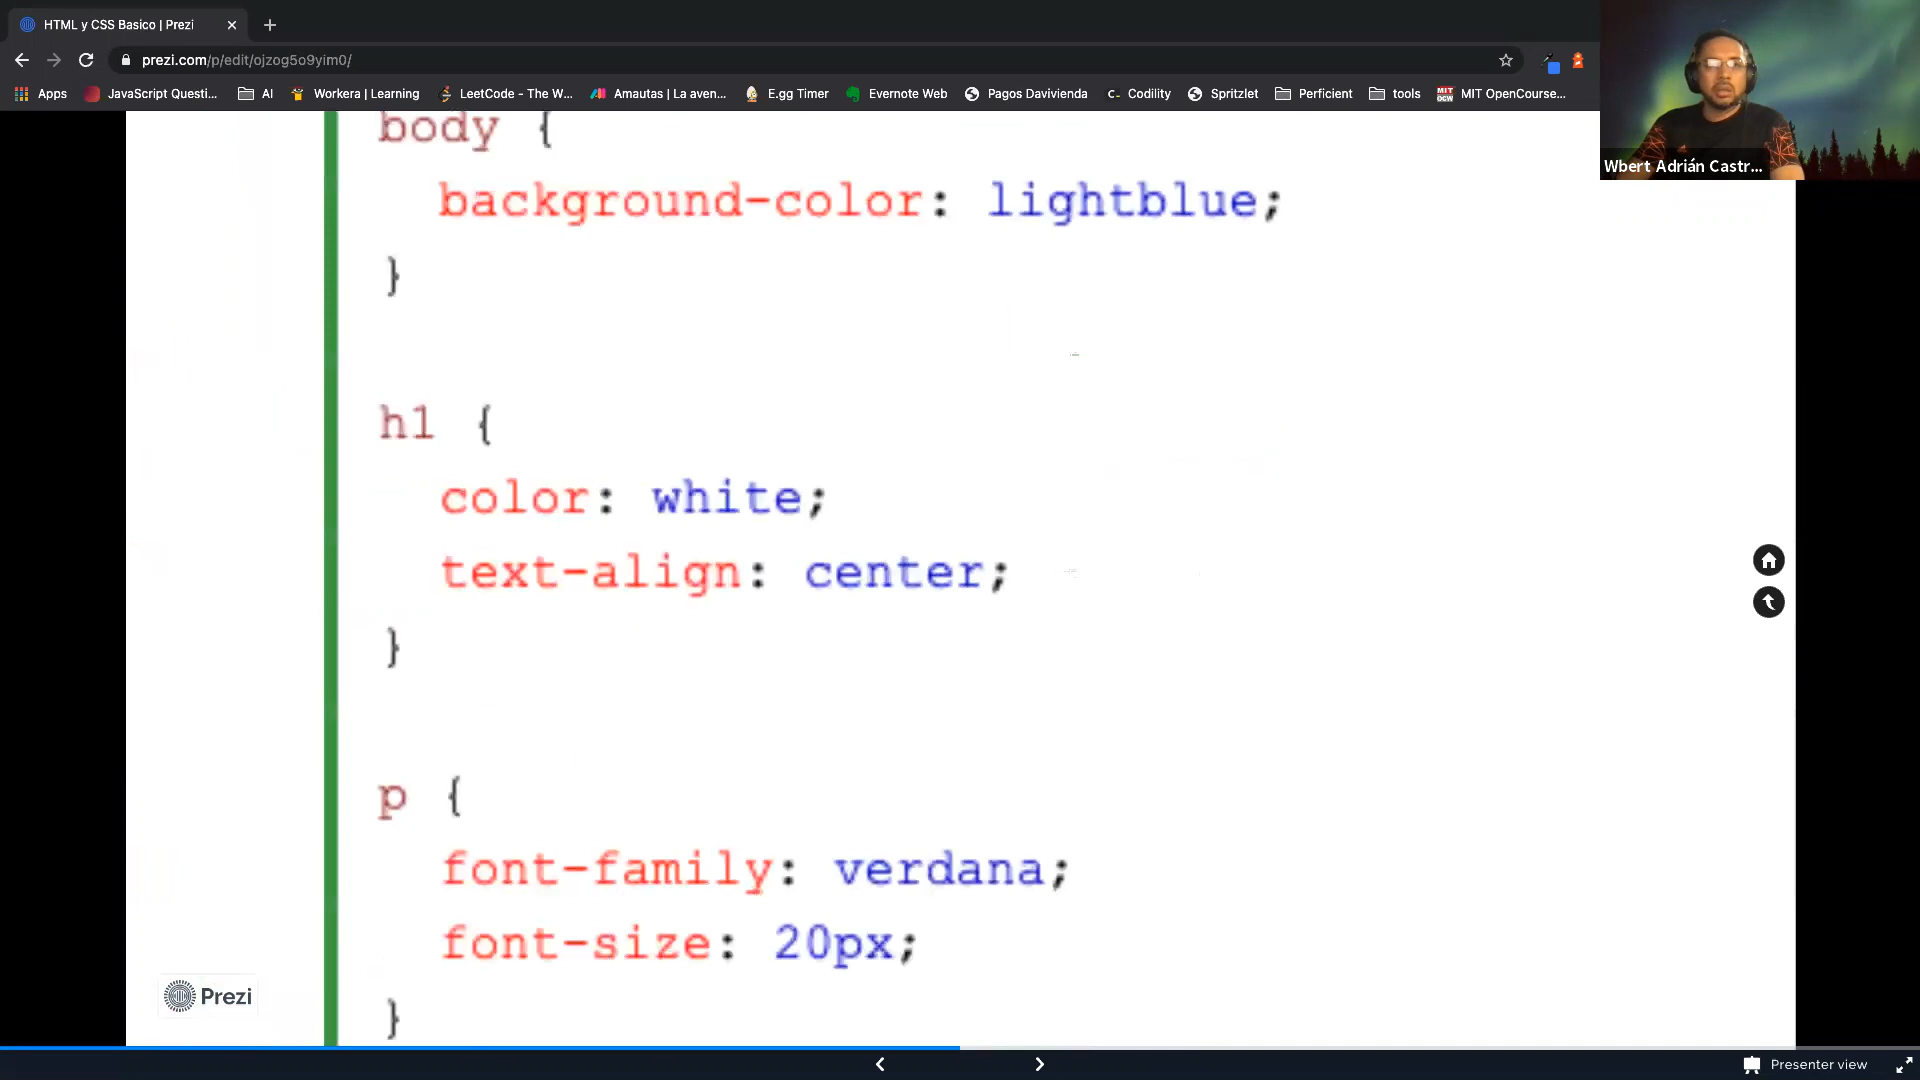 HTML y CSS Basico | Prezi
prezi.com/p/edit/ojzog5o9yim0/
Apps
JavaScript Questi...
AI
Workera | Learning
LeetCode - The W...
Amautas | La aven...
E.gg Timer
Evernote Web
Pagos Davivienda
Codility
Spritzlet
Perficient
tools
MIT OpenCourse...
Wbert Adrián Castr...
body {
background-color: lightblue;
}
h1 {
color: white;
text-align: center;
}
p {
font-family: verdana;
font-size: 20px;
}
Prezi
Presenter view